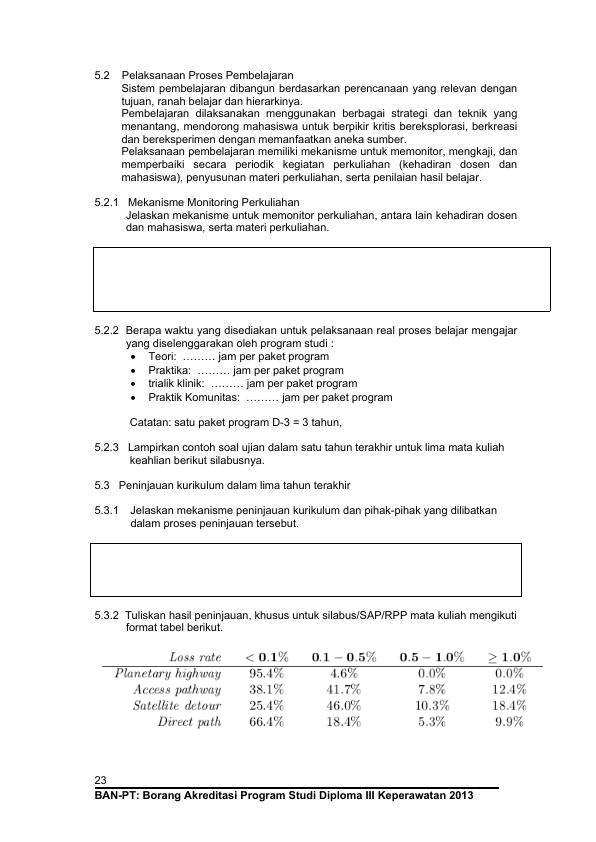 5.2 Pelaksanaan Proses Pembelajaran
Sistem pembelajaran dibangun berdasarkan perencanaan yang relevan dengan
tujuan, ranah belajar dan hierarkinya.
Pembelajaran dilaksanakan menggunakan berbagai strategi dan teknik yang
menantang, mendorong mahasiswa untuk berpikir kritis bereksplorasi, berkreasi
dan bereksperimen dengan memanfaatkan aneka sumber.
Pelaksanaan pembelajaran memiliki mekanisme untuk memonitor, mengkaji, dan
memperbaiki secara periodik kegiatan perkuliahan (kehadiran dosen dan
mahasiswa), penyusunan materi perkuliahan, serta penilaian hasil belajar.
5.2.1 Mekanisme Monitoring Perkuliahan
Jelaskan mekanisme untuk memonitor perkuliahan, antara lain kehadiran dosen
dan mahasiswa, serta materi perkuliahan.
5.2.2 Berapa waktu yang disediakan untuk pelaksanaan real proses belajar mengajar
yang diselenggarakan oleh program studi :
• Teori: ……… jam per paket program
• Praktika: ……… jam per paket program
• trialik klinik: ……… jam per paket program
• Praktik Komunitas: ……… jam per paket program
Catatan: satu paket program D-3 = 3 tahun,
5.2.3 Lampirkan contoh soal ujian dalam satu tahun terakhir untuk lima mata kuliah
keahlian berikut silabusnya.
5.3 Peninjauan kurikulum dalam lima tahun terakhir
5.3.1 Jelaskan mekanisme peninjauan kurikulum dan pihak-pihak yang dilibatkan
dalam proses peninjauan tersebut.
5.3.2 Tuliskan hasil peninjauan, khusus untuk silabus/SAP/RPP mata kuliah mengikuti
format tabel berikut.
Loss rate < 0.1% 0.1 − 0.5% 0.5 − 1.0% ≥ 1.0%
Planetary highway 95.4% 4.6% 0.0% 0.0%
Access pathway 38.1% 41.7% 7.8% 12.4%
Satellite detour 25.4% 46.0% 10.3% 18.4%
Direct path 66.4% 18.4% 5.3% 9.9%
23
BAN-PT: Borang Akreditasi Program Studi Diploma III Keperawatan 2013